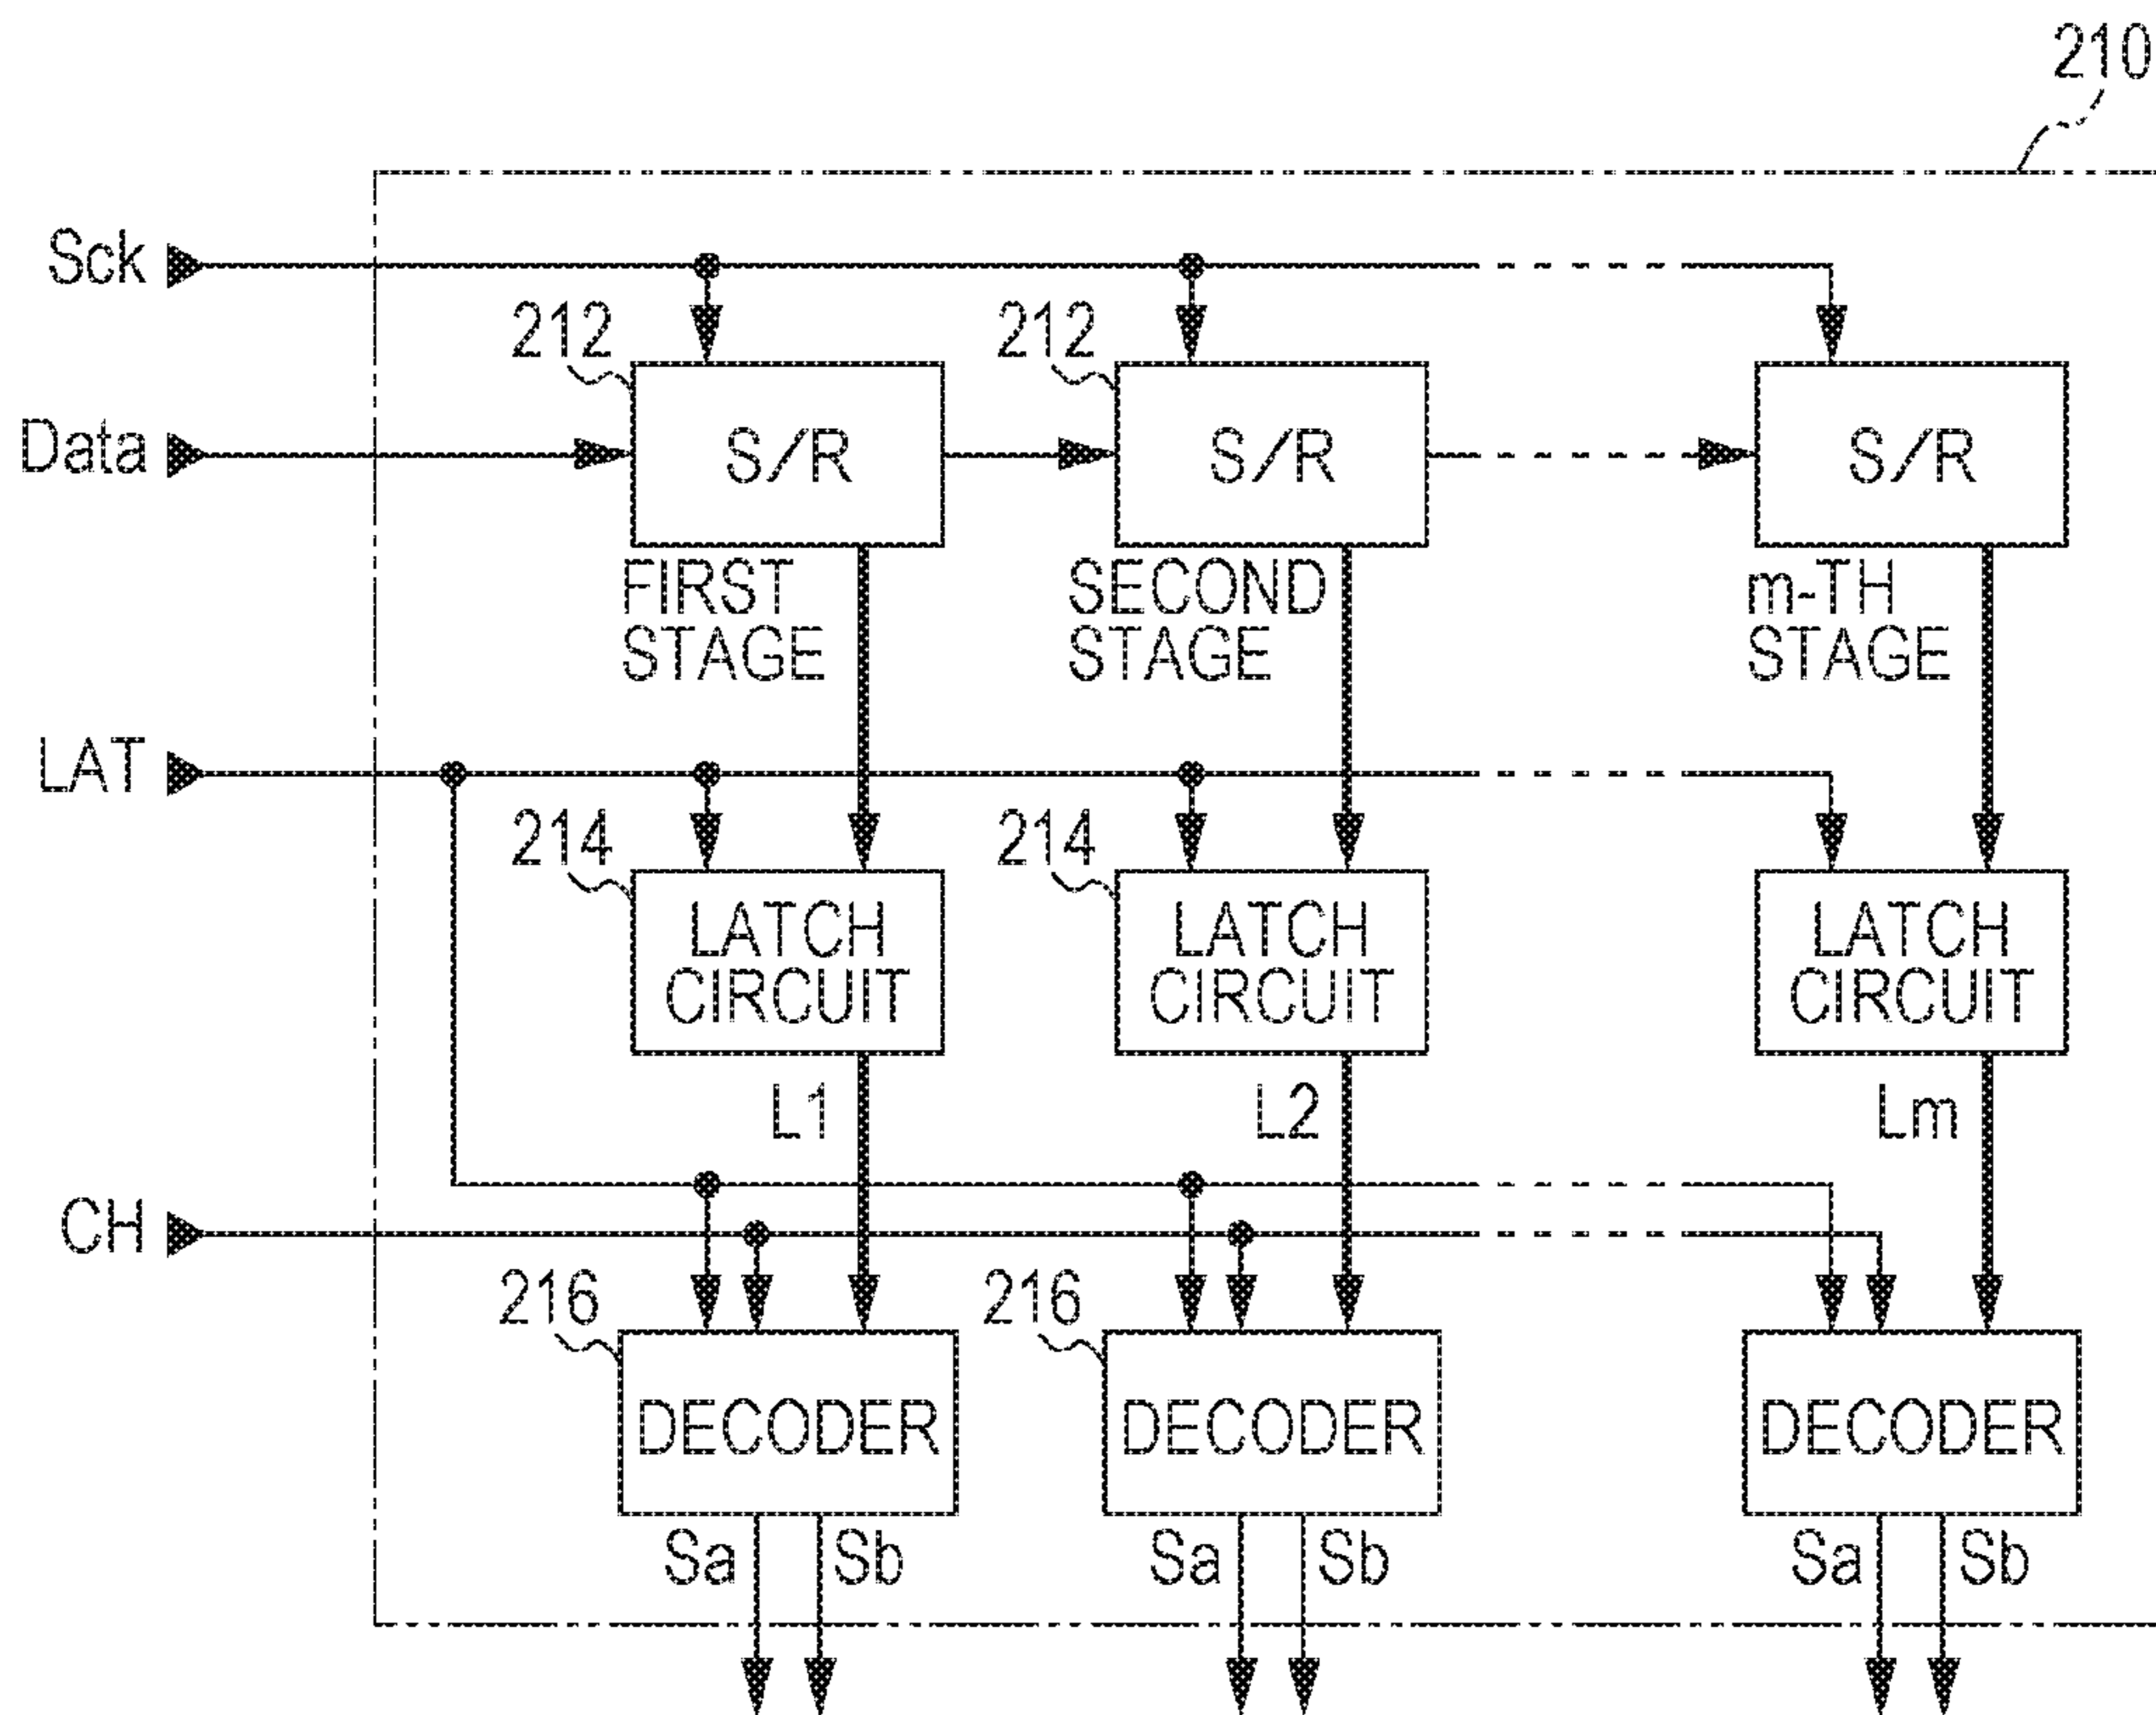 210
Sck
212
212
Data
S/R
S/R
S/R
FIRST
STAGE
SECOND
STAGE
m-TH
STAGE
LAT
214
214
LATCH
CIRCUIT
LATCH
CIRCUIT
LATCH
CIRCUIT
L1
L2
Lm
CH
216
216
DECODER
DECODER
DECODER
Sa
Sb
Sa
Sb
Sa
Sb